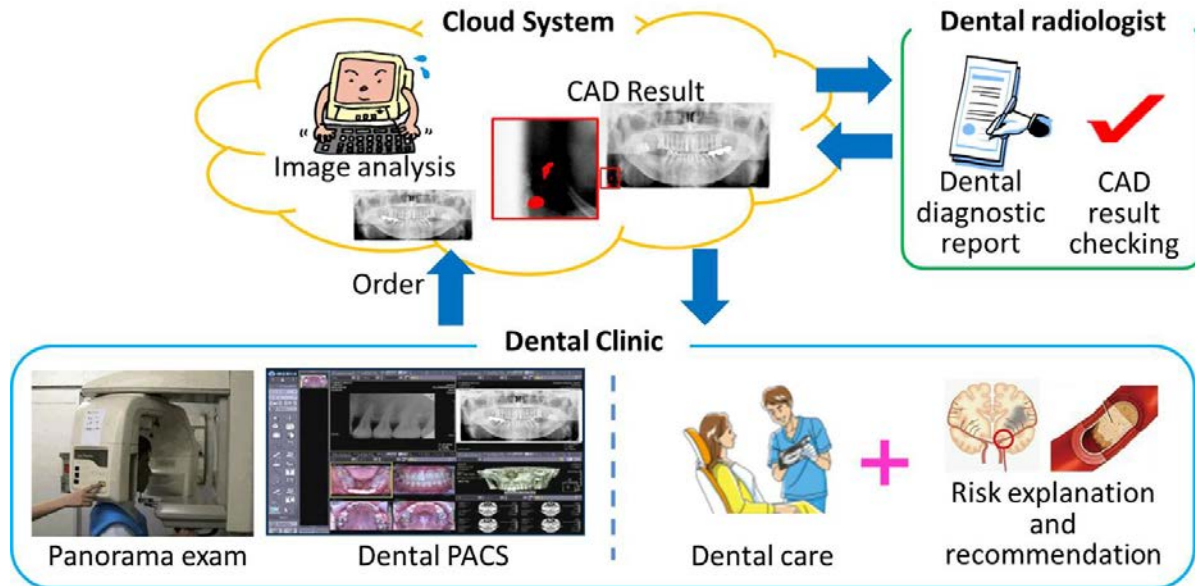 Cloud System
Dental radiologist
CAD Result
Image analysis
Dental
diagnostic
report
CAD
result
checking
Order
Dental Clinic
Panorama exam
Dental PACS
Dental care
Risk explanation
and
recommendation